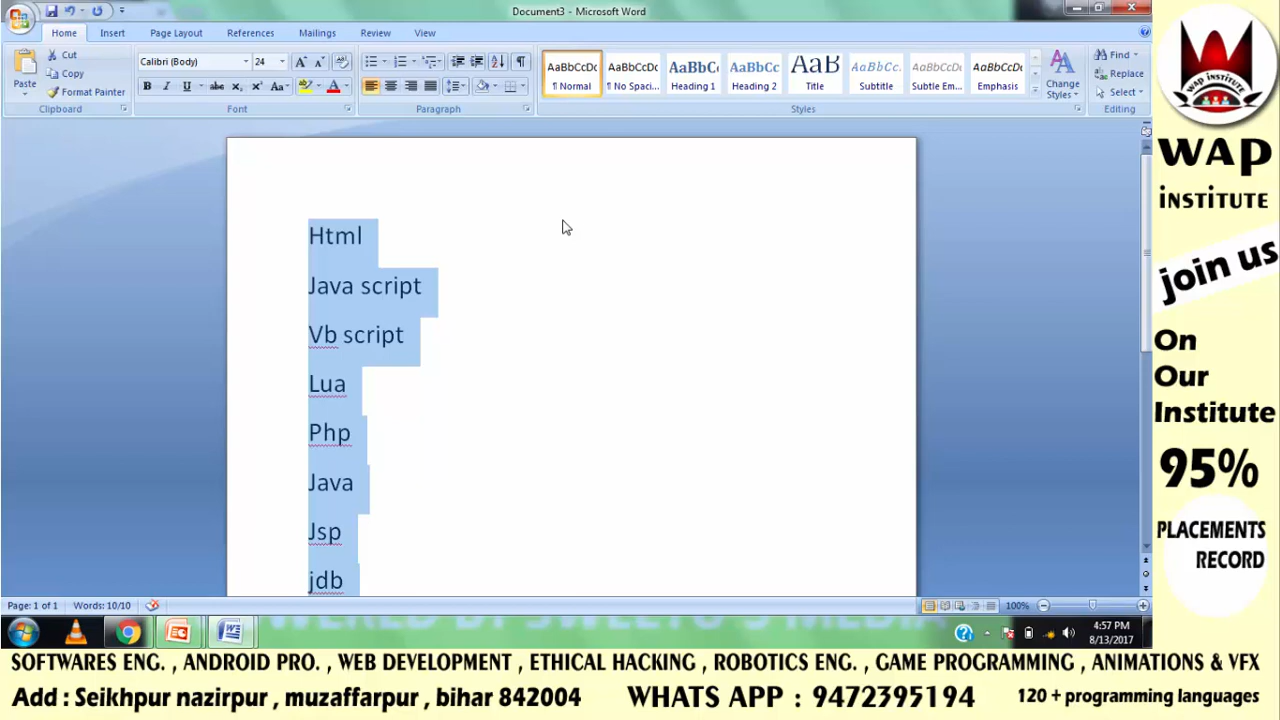 Document3 - Microsoft Word
Home Insert Page Layout References Mailings Review View
Paste
Cut
Copy
Format Painter
Clipboard
Calibri (Body) 24
Font
Paragraph
AaBbCcDc AaBbCcDc AaBbCc AaBbCc AaB AaBbCc. AaBbCcDc AaBbCcDc
¶ Normal ¶ No Spaci... Heading 1 Heading 2 Title Subtitle Subtle Em... Emphasis
Change Styles
Styles
Find
Replace
Select
Editing
Html
Java script
Vb script
Lua
Php
Java
Jsp
jdb
Page: 1 of 1 Words: 10/10 100%
4:57 PM
8/13/2017
wap institute
WAP
institute
join us
On
Our
Institute
95%
PLACEMENTS
RECORD
SOFTWARES ENG. , ANDROID PRO. , WEB DEVELOPMENT , ETHICAL HACKING , ROBOTICS ENG. , GAME PROGRAMMING , ANIMATIONS & VFX
Add : Seikhpur nazirpur , muzaffarpur , bihar 842004 WHATS APP : 9472395194 120 + programming languages